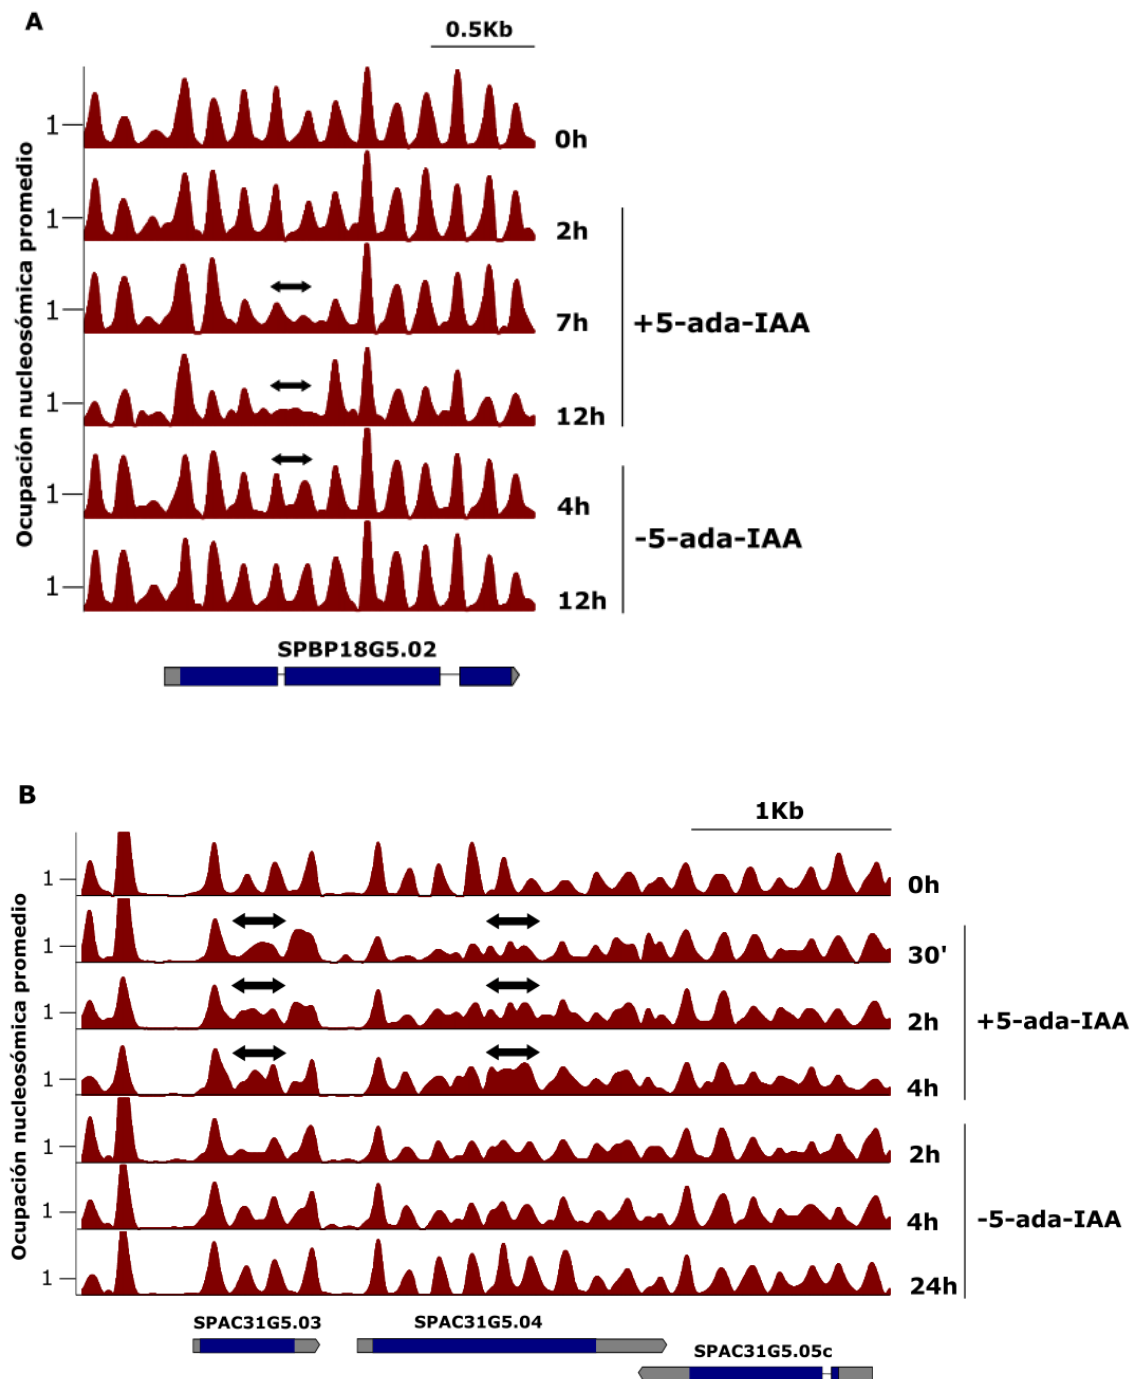 A
0.5Kb
Ocupación nucleosómica promedio
1
0h
1
2h
1
7h
+5-ada-IAA
1
12h
1
4h
-5-ada-IAA
1
12h
SPBP18G5.02
B
1Kb
Ocupación nucleosómica promedio
1
0h
1
30'
1
2h
+5-ada-IAA
1
4h
1
2h
1
4h
-5-ada-IAA
1
24h
SPAC31G5.03
SPAC31G5.04
SPAC31G5.05c